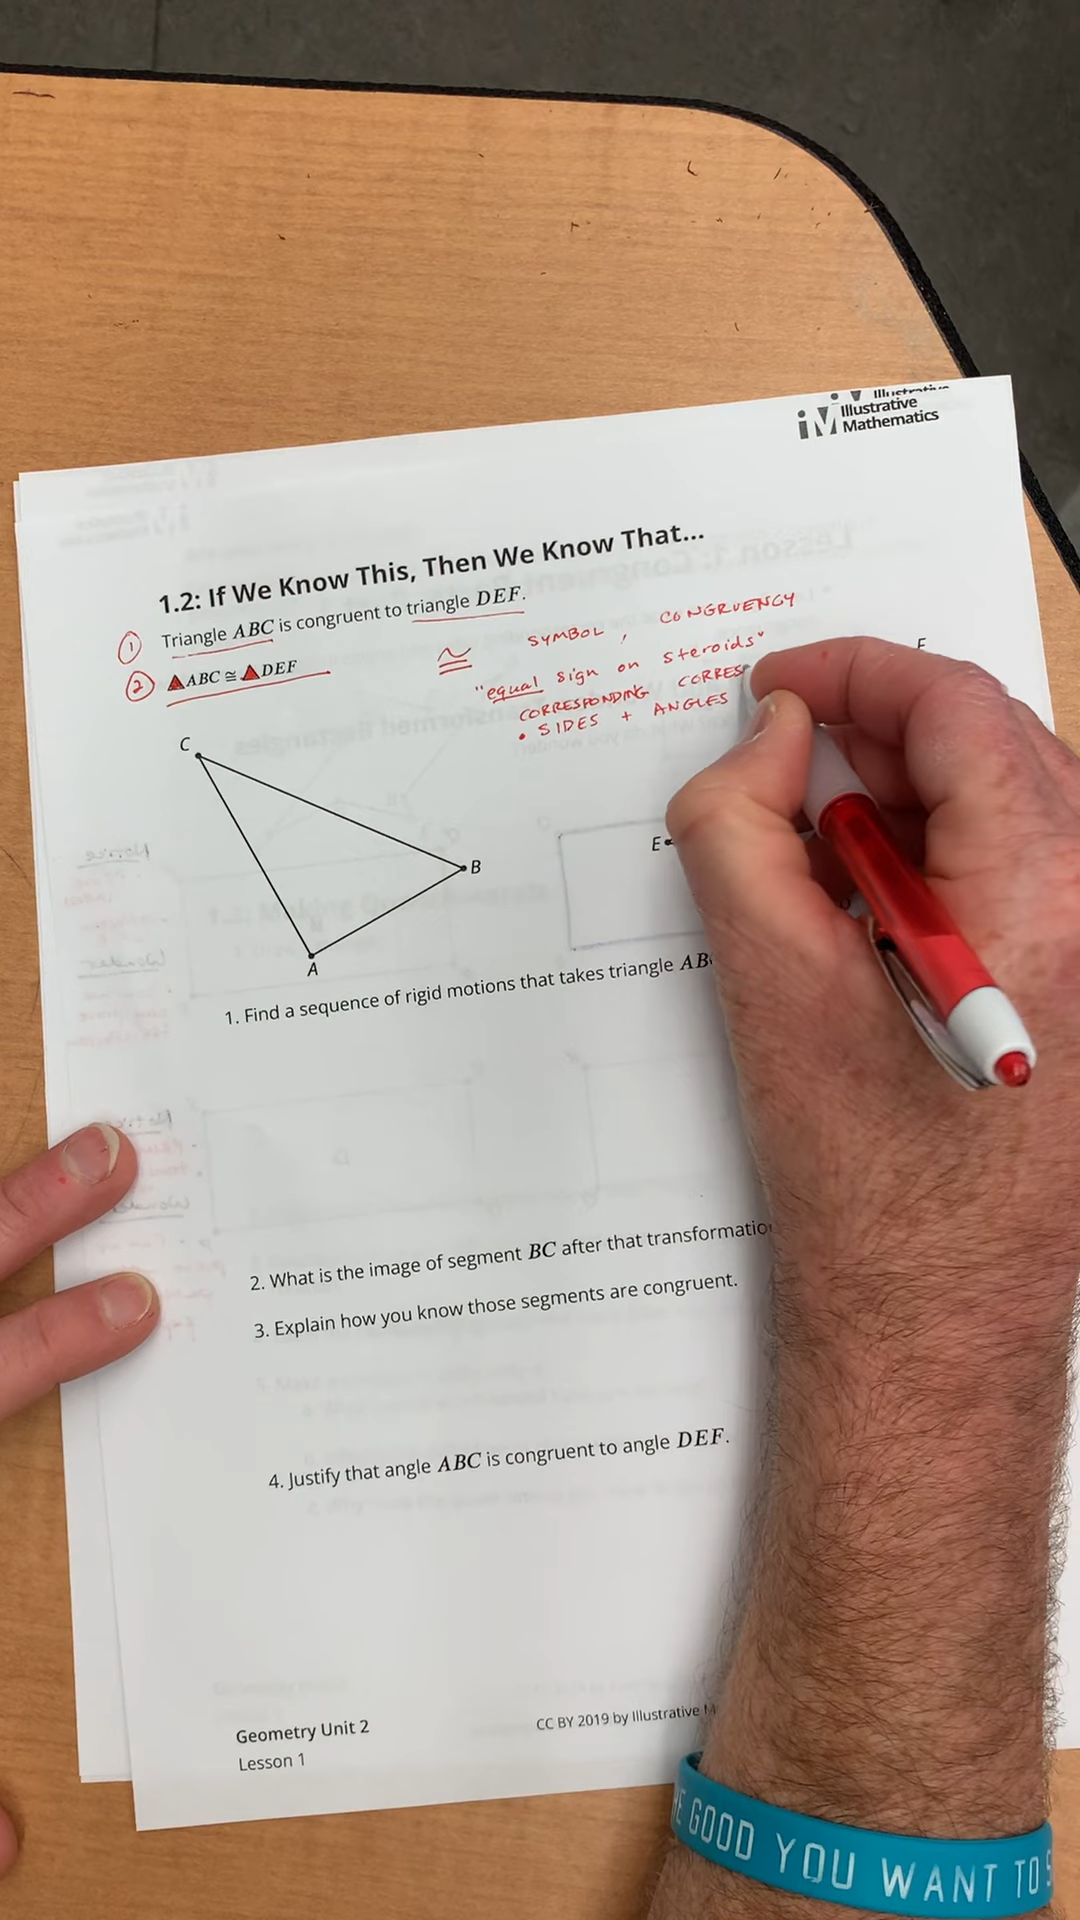 Illustrative
Illustrative
Mathematics
1.2: If We Know This, Then We Know That...
1 Triangle ABC is congruent to triangle DEF.
2 ▲ABC ≅ ▲DEF
≅ SYMBOL, CONGRUENCY
"equal sign on steroids"
CORRESPONDING CORRES
• SIDES + ANGLES
F
C
B
E
A
1. Find a sequence of rigid motions that takes triangle AB
2. What is the image of segment BC after that transformatio
3. Explain how you know those segments are congruent.
4. Justify that angle ABC is congruent to angle DEF.
Geometry Unit 2
Lesson 1
CC BY 2019 by Illustrative M
GOOD YOU WANT TO S